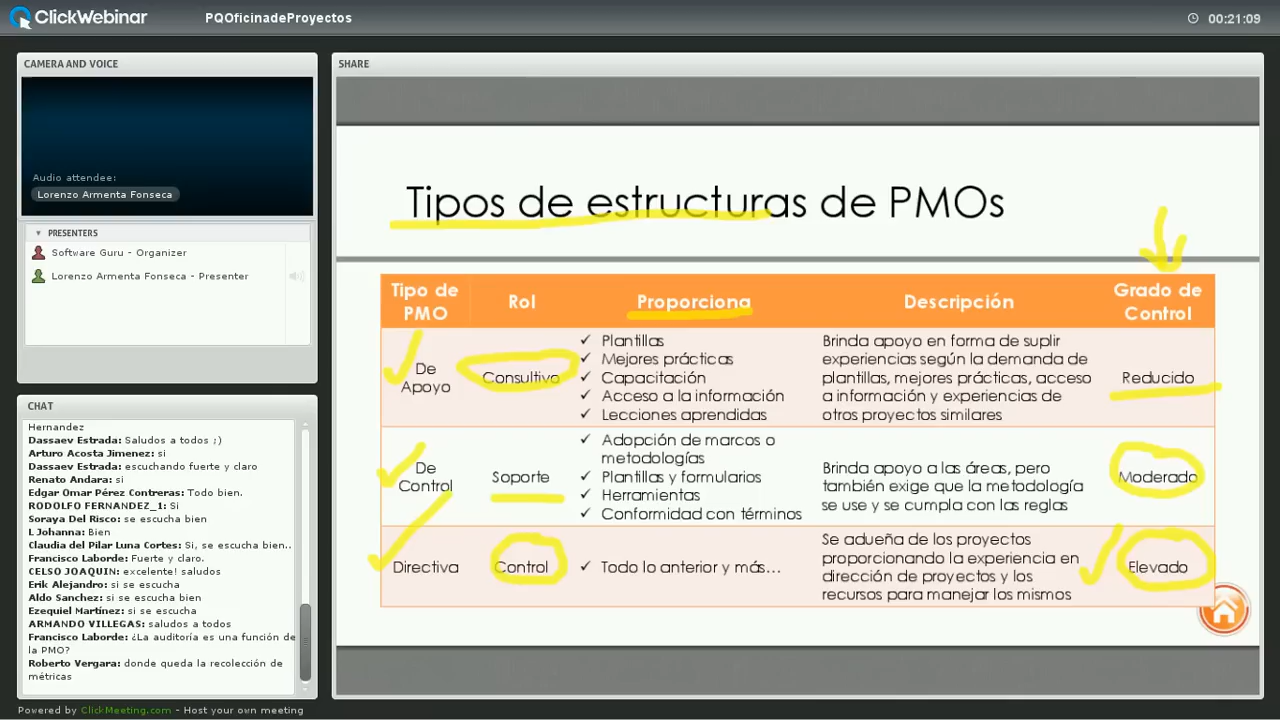 ClickWebinar
PQOficinadeProyectos
00:21:09
CAMERA AND VOICE
Audio attendee:
Lorenzo Armenta Fonseca
PRESENTERS
Software Guru - Organizer
Lorenzo Armenta Fonseca - Presenter
CHAT
Hernandez
Dassaev Estrada: Saludos a todos ;)
Arturo Acosta Jimenez: si
Dassaev Estrada: escuchando fuerte y claro
Renato Andara: si
Edgar Omar Pérez Contreras: Todo bien.
RODOLFO FERNANDEZ_1: Si
Soraya Del Risco: se escucha bien
L Johanna: Bien
Claudia del Pilar Luna Cortes: Si, se escucha bien..
Francisco Laborde: Fuerte y claro.
CELSO JOAQUIN: excelente! saludos
Erik Alejandro: si se escucha
Aldo Sanchez: si se escucha bien
Ezequiel Martínez: si se escucha
ARMANDO VILLEGAS: saludos a todos
Francisco Laborde: ¿La auditoría es una función de
la PMO?
Roberto Vergara: donde queda la recolección de
métricas
SHARE
Tipos de estructuras de PMOs
Tipo de
PMO
Rol
Proporciona
Descripción
Grado de
Control
De
Apoyo
Consultivo
✓ Plantillas
✓ Mejores prácticas
✓ Capacitación
✓ Acceso a la información
✓ Lecciones aprendidas
Brinda apoyo en forma de suplir
experiencias según la demanda de
plantillas, mejores prácticas, acceso
a información y experiencias de
otros proyectos similares
Reducido
De
Control
Soporte
✓ Adopción de marcos o
metodologías
✓ Plantillas y formularios
✓ Herramientas
✓ Conformidad con términos
Brinda apoyo a las áreas, pero
también exige que la metodología
se use y se cumpla con las reglas
Moderado
Directiva
Control
✓ Todo lo anterior y más...
Se adueña de los proyectos
proporcionando la experiencia en
dirección de proyectos y los
recursos para manejar los mismos
Elevado
Powered by ClickMeeting.com - Host your own meeting